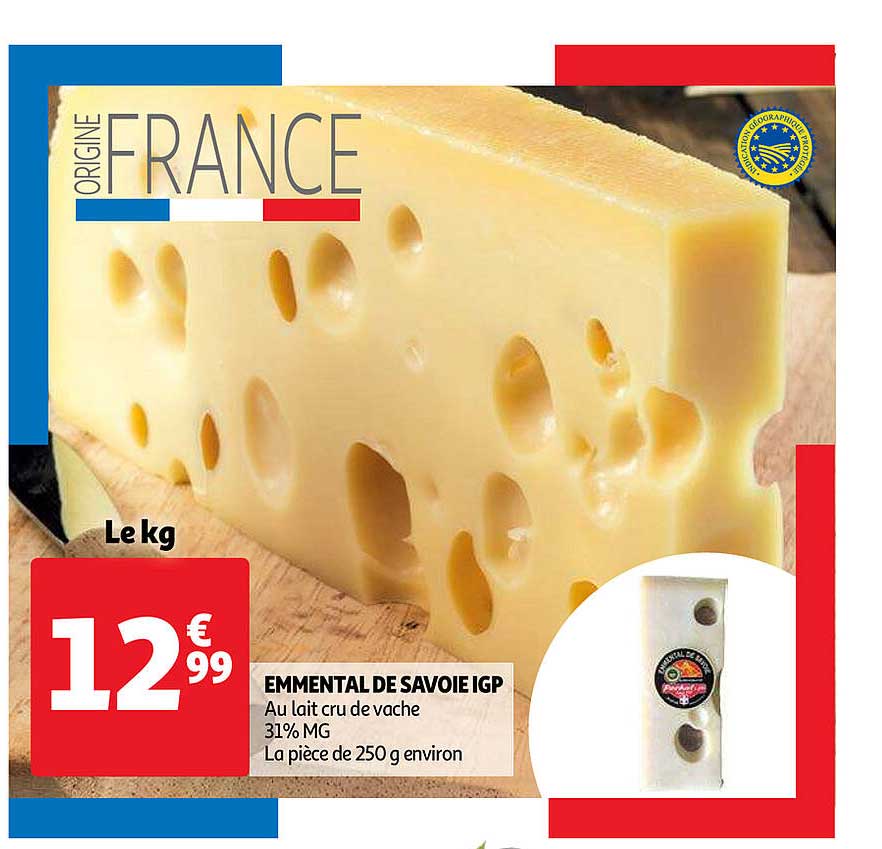 ORIGINE
FRANCE
INDICATION GÉOGRAPHIQUE PROTÉGÉE
Le kg
12€99
EMMENTAL DE SAVOIE IGP
Au lait cru de vache
31% MG
La pièce de 250 g environ
EMMENTAL DE SAVOIE